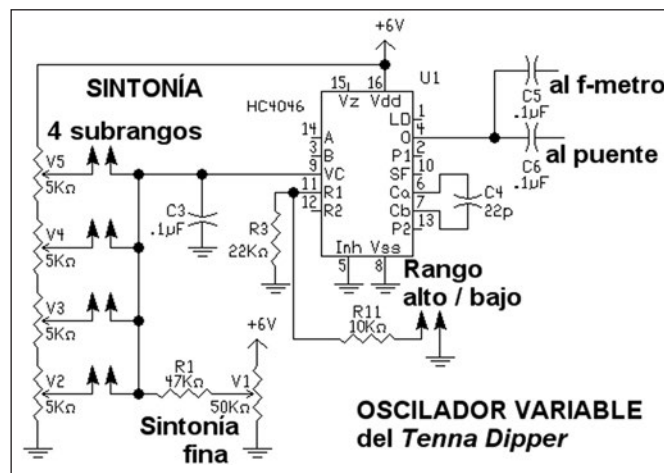 +6V
SINTONÍA
4 subrangos
HC4046
U1
15
16
Vz
Vdd
LD
1
14
A
O
4
3
B
P1
2
9
VC
SF
10
11
R1
Ca
6
12
R2
Cb
7
P2
13
Inh
Vss
5
8
C5
.1µF
al f-metro
C6
.1µF
al puente
C4
22p
V5
5KΩ
C3
.1µF
R3
22KΩ
V4
5KΩ
Rango
alto / bajo
R11
10KΩ
V3
5KΩ
+6V
V2
5KΩ
R1
47KΩ
V1
50KΩ
Sintonía
fina
OSCILADOR VARIABLE
del Tenna Dipper